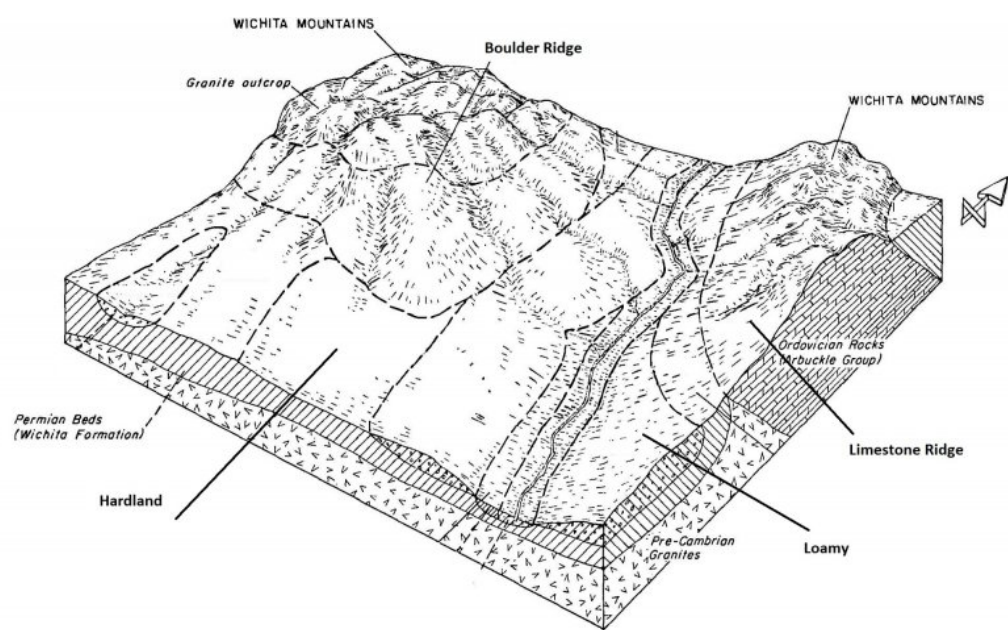 WICHITA MOUNTAINS
Boulder Ridge
Granite outcrop
WICHITA MOUNTAINS
N
Ordovician Rocks
(Arbuckle Group)
Permian Beds
(Wichita Formation)
Limestone Ridge
Hardland
Pre-Cambrian
Granites
Loamy